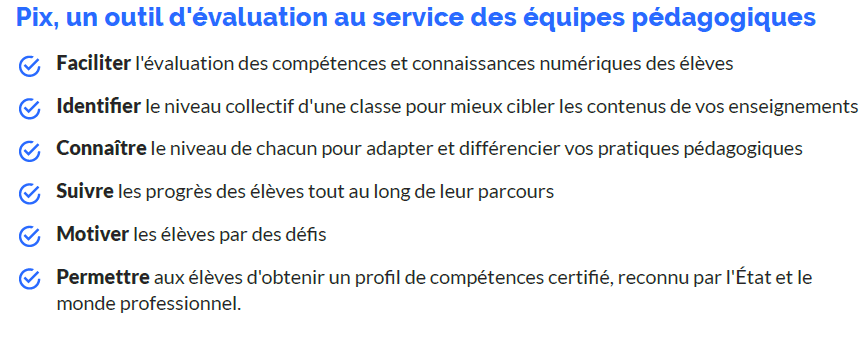 Pix, un outil d'évaluation au service des équipes pédagogiques
Faciliter l'évaluation des compétences et connaissances numériques des élèves
Identifier le niveau collectif d'une classe pour mieux cibler les contenus de vos enseignements
Connaître le niveau de chacun pour adapter et différencier vos pratiques pédagogiques
Suivre les progrès des élèves tout au long de leur parcours
Motiver les élèves par des défis
Permettre aux élèves d'obtenir un profil de compétences certifié, reconnu par l'État et le
monde professionnel.